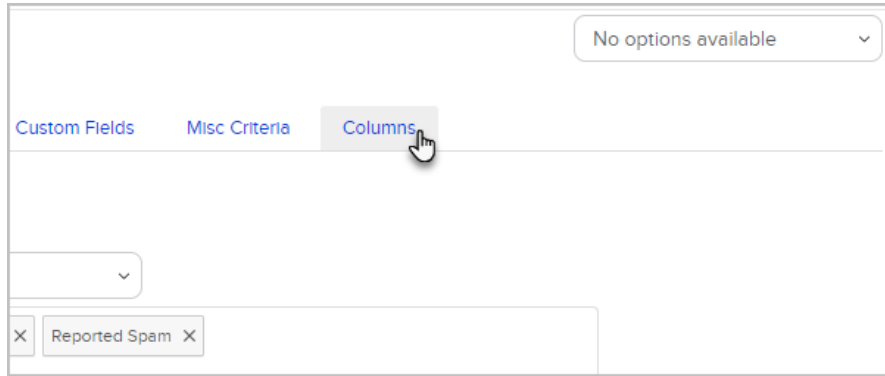 No options available
Custom Fields Misc Criteria Columns
Reported Spam